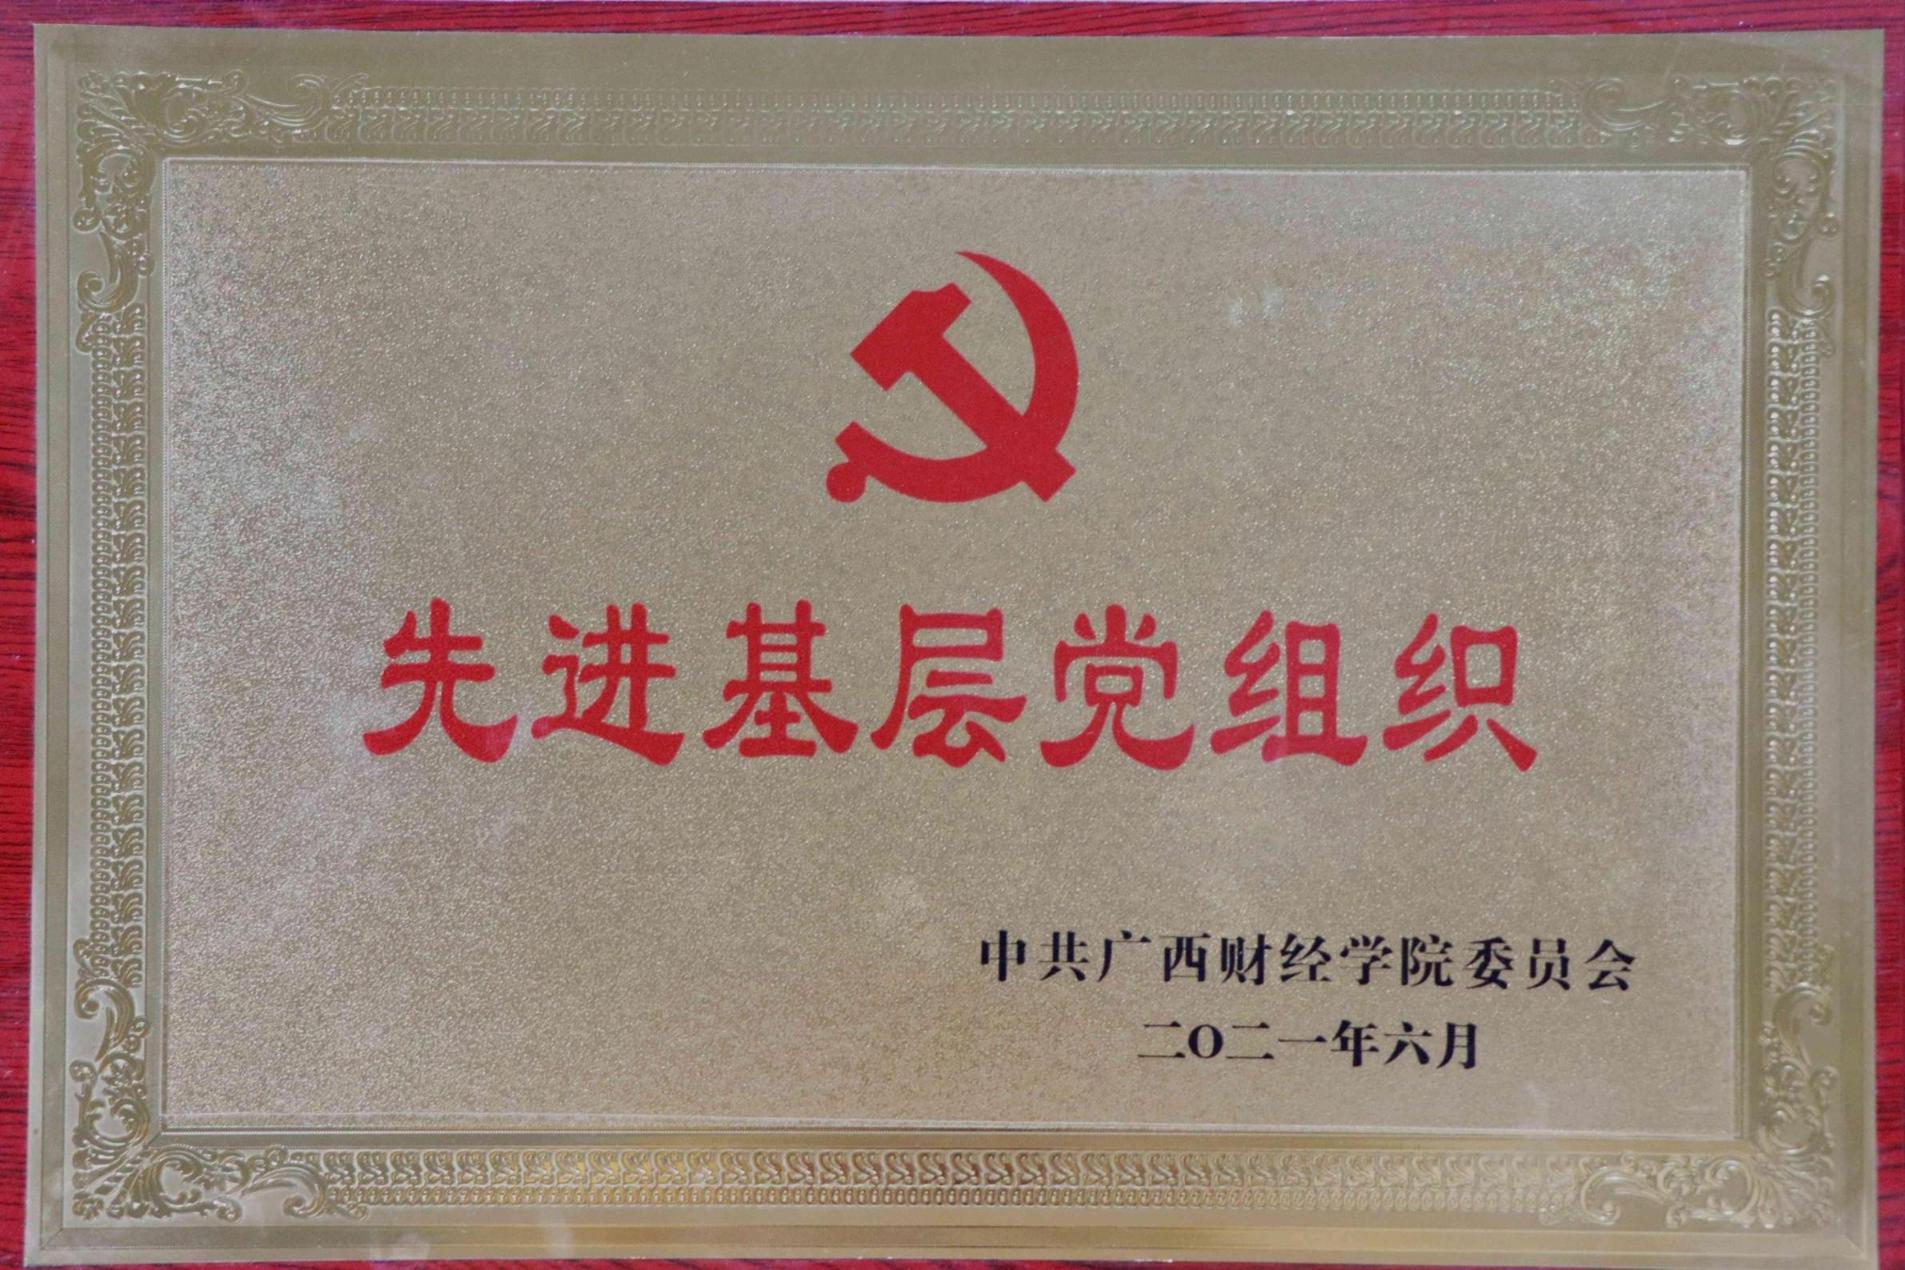 先进基层党组织
中共广西财经学院委员会
二〇二一年六月